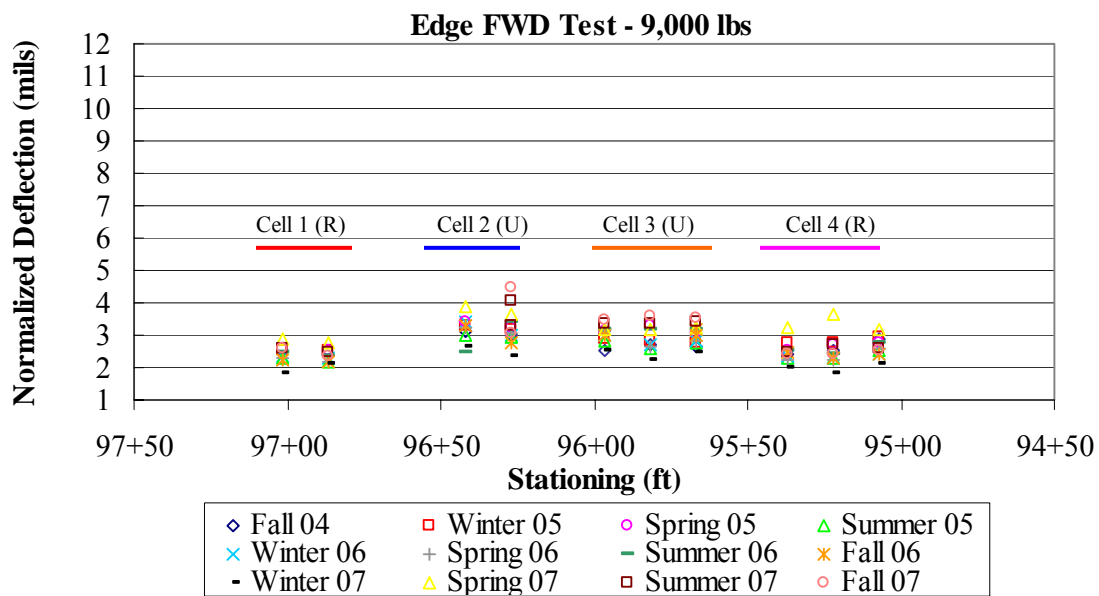 Edge FWD Test - 9,000 lbs
Normalized Deflection (mils)
12
11
10
9
8
7
6
5
4
3
2
1
Cell 1 (R)
Cell 2 (U)
Cell 3 (U)
Cell 4 (R)
97+50
97+00
96+50
96+00
95+50
95+00
94+50
Stationing (ft)
Fall 04
Winter 05
Spring 05
Summer 05
Winter 06
Spring 06
Summer 06
Fall 06
Winter 07
Spring 07
Summer 07
Fall 07